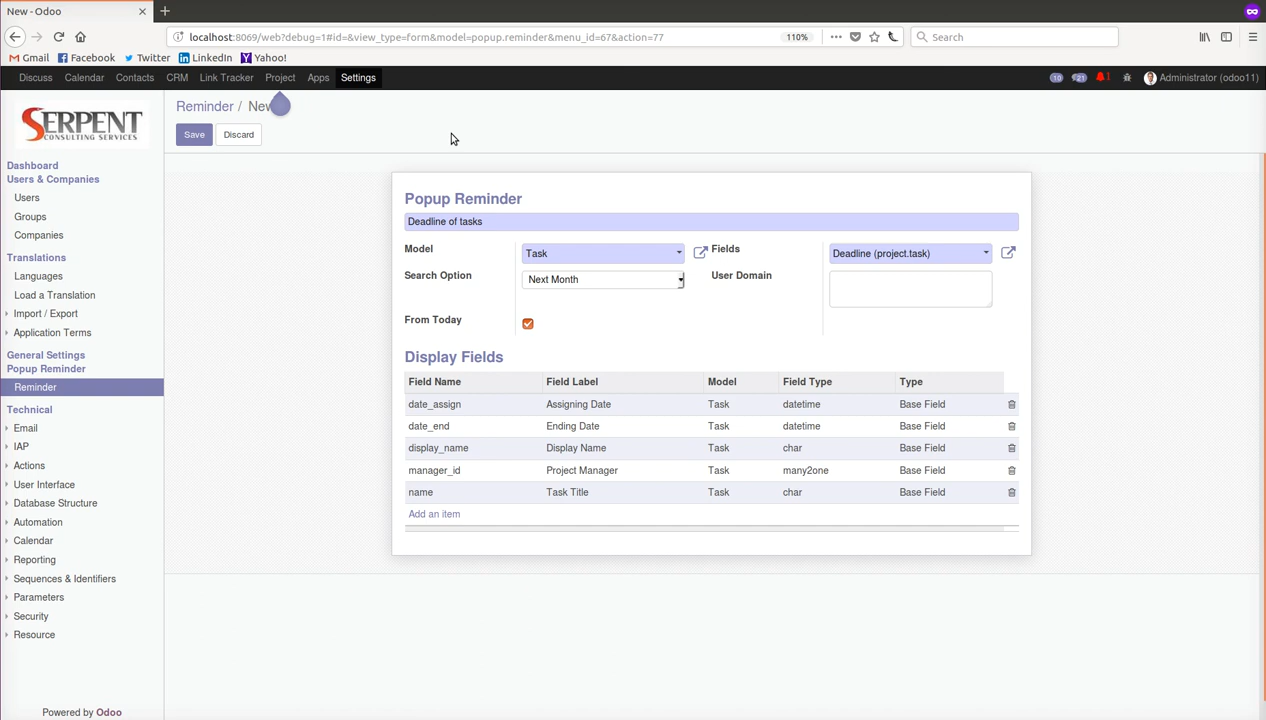 New - Odoo
localhost:8069/web?debug=1#id=&view_type=form&model=popup.reminder&menu_id=67&action=77
110%
Search
Gmail Facebook Twitter LinkedIn Yahoo!
Discuss Calendar Contacts CRM Link Tracker Project Apps Settings
10 21 1 Administrator (odoo11)
SERPENT
CONSULTING SERVICES
Dashboard
Users & Companies
Users
Groups
Companies
Translations
Languages
Load a Translation
Import / Export
Application Terms
General Settings
Popup Reminder
Reminder
Technical
Email
IAP
Actions
User Interface
Database Structure
Automation
Calendar
Reporting
Sequences & Identifiers
Parameters
Security
Resource
Powered by Odoo
Reminder / New
Save Discard
Popup Reminder
Deadline of tasks
Model Task Fields Deadline (project.task)
Search Option Next Month User Domain
From Today
Display Fields
Field Name Field Label Model Field Type Type
date_assign Assigning Date Task datetime Base Field
date_end Ending Date Task datetime Base Field
display_name Display Name Task char Base Field
manager_id Project Manager Task many2one Base Field
name Task Title Task char Base Field
Add an item